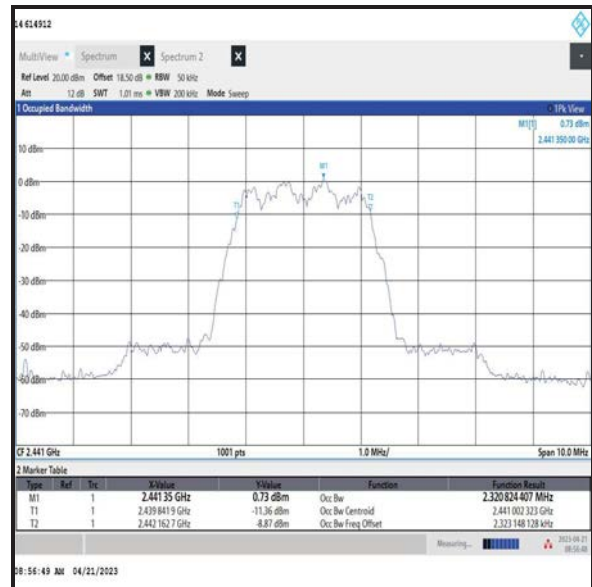 14 614912
MultiView Spectrum X Spectrum 2 X
Ref Level 20.00 dBm Offset 18.50 dB RBW 50 kHz
Att 12 dB SWT 1.01 ms VBW 200 kHz Mode Sweep
1 Occupied Bandwidth 1Pk View
M1[1] 0.73 dBm
2.441 350 00 GHz
10 dBm
M1
0 dBm
T1 T2
-10 dBm
-20 dBm
-30 dBm
-40 dBm
-50 dBm
-60 dBm
-70 dBm
CF 2.441 GHz 1001 pts 1.0 MHz/ Span 10.0 MHz
2 Marker Table
Type Ref Trc X-Value Y-Value Function Function Result
M1 1 2.441 35 GHz 0.73 dBm Occ Bw 2.320 824 407 MHz
T1 1 2.439 841 9 GHz -11.36 dBm Occ Bw Centroid 2.441 002 323 GHz
T2 1 2.442 162 7 GHz -8.87 dBm Occ Bw Freq Offset 2.323 148 128 kHz
Measuring... 2023-04-21
08:56:48
08:56:49 AM 04/21/2023